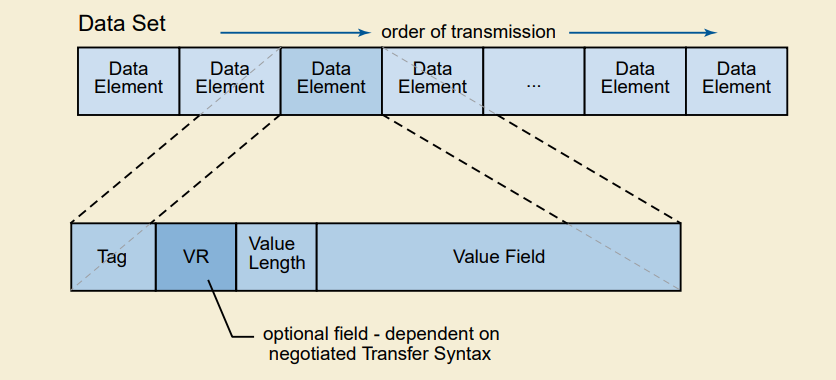 Data Set
order of transmission
Data
Element
Data
Element
Data
Element
Data
Element
...
Data
Element
Data
Element
Tag
VR
Value
Length
Value Field
optional field - dependent on
negotiated Transfer Syntax